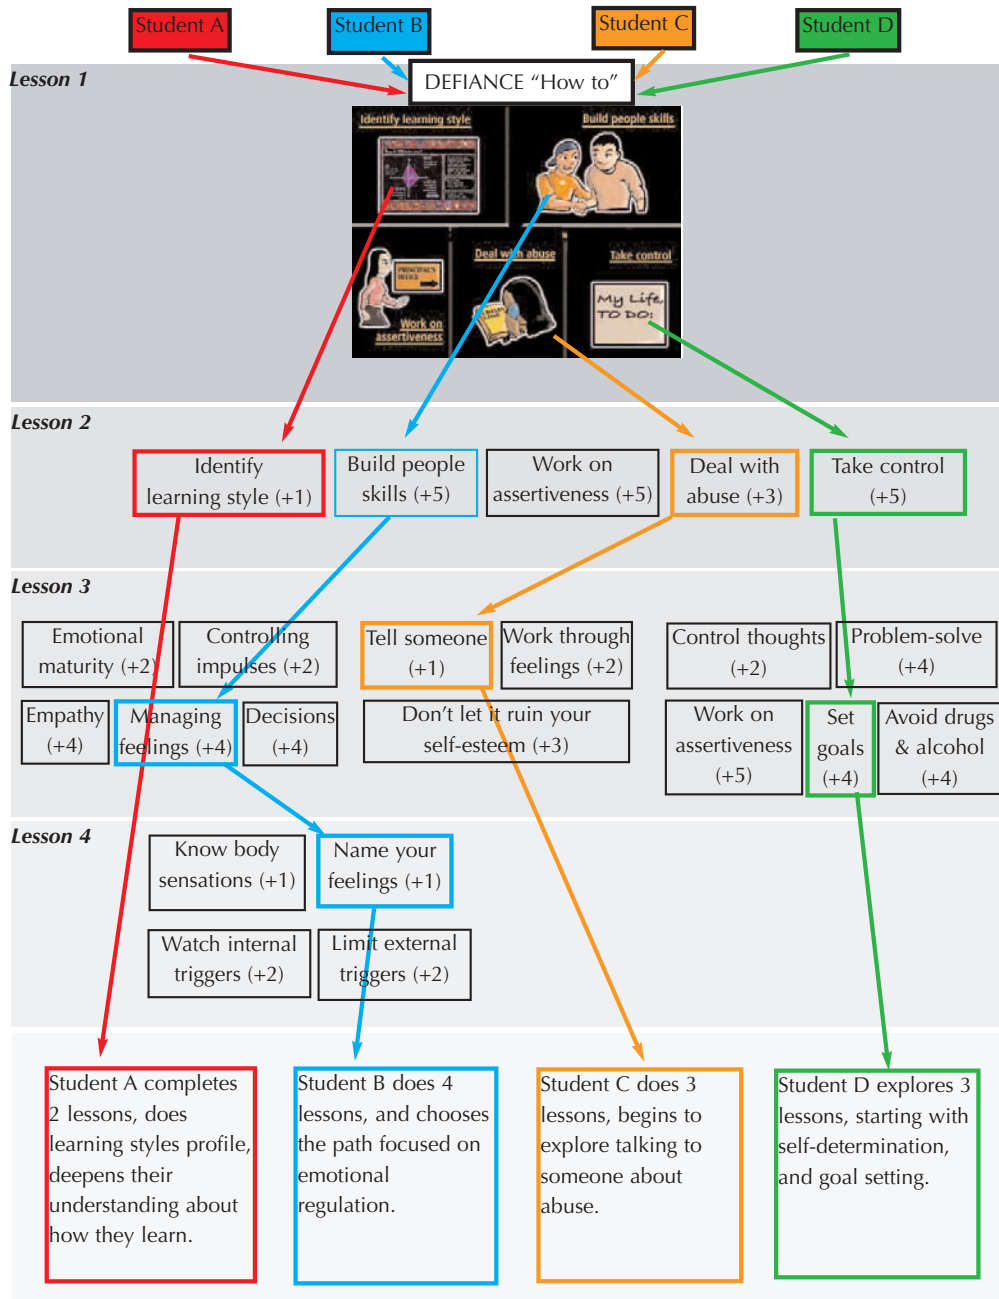 Student A
Student B
Student C
Student D
Lesson 1
DEFIANCE “How to”
Identify learning style
Build people skills
PRINCIPAL'S
OFFICE
Work on
assertiveness
Deal with abuse
Take control
My Life,
TO DO:
Lesson 2
Identify
learning style (+1)
Build people
skills (+5)
Work on
assertiveness (+5)
Deal with
abuse (+3)
Take control
(+5)
Lesson 3
Emotional
maturity (+2)
Controlling
impulses (+2)
Empathy
(+4)
Managing
feelings (+4)
Decisions
(+4)
Tell someone
(+1)
Work through
feelings (+2)
Don’t let it ruin your
self-esteem (+3)
Control thoughts
(+2)
Problem-solve
(+4)
Work on
assertiveness
(+5)
Set
goals
(+4)
Avoid drugs
& alcohol
(+4)
Lesson 4
Know body
sensations (+1)
Name your
feelings (+1)
Watch internal
triggers (+2)
Limit external
triggers (+2)
Student A completes
2 lessons, does
learning styles profile,
deepens their
understanding about
how they learn.
Student B does 4
lessons, and chooses
the path focused on
emotional
regulation.
Student C does 3
lessons, begins to
explore talking to
someone about
abuse.
Student D explores 3
lessons, starting with
self-determination,
and goal setting.